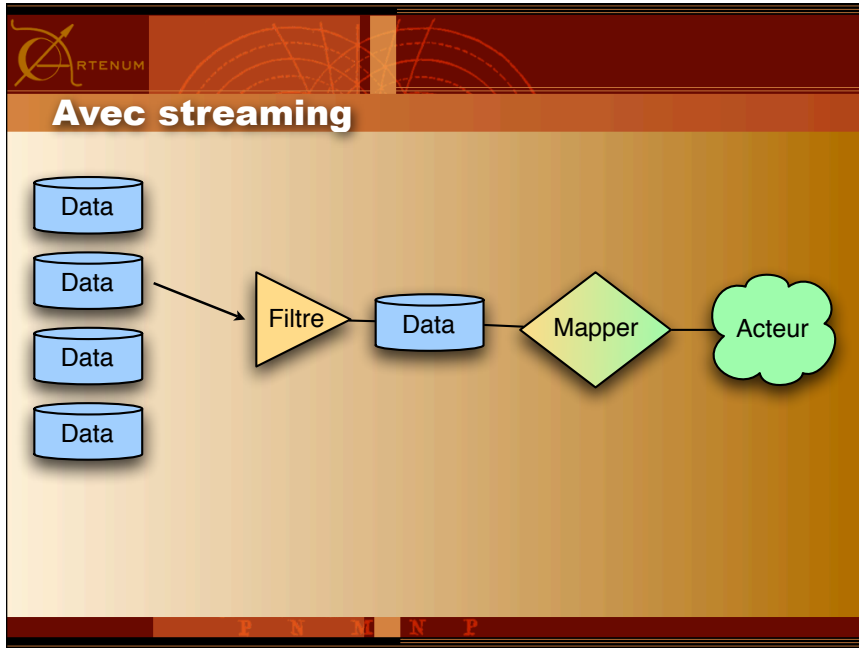 ARTENUM
Avec streaming
Data
Data
Data
Data
Filtre
Data
Mapper
Acteur
P N M N P